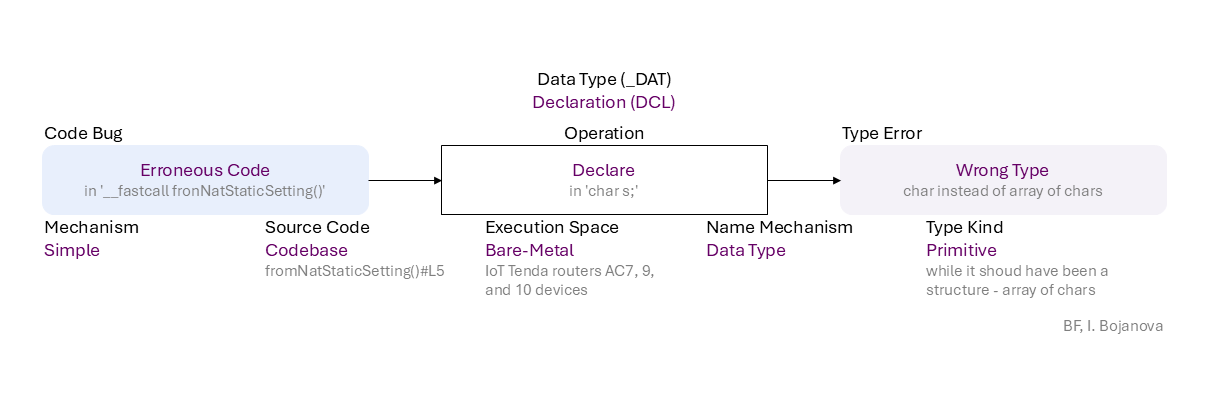 Data Type (_DAT)
Declaration (DCL)
Code Bug
Operation
Type Error
Erroneous Code
in '__fastcall fronNatStaticSetting()'
Declare
in 'char s;'
Wrong Type
char instead of array of chars
Mechanism
Simple
Source Code
Codebase
fromNatStaticSetting()#L5
Execution Space
Bare-Metal
IoT Tenda routers AC7, 9,
and 10 devices
Name Mechanism
Data Type
Type Kind
Primitive
while it shoud have been a
structure - array of chars
BF, I. Bojanova